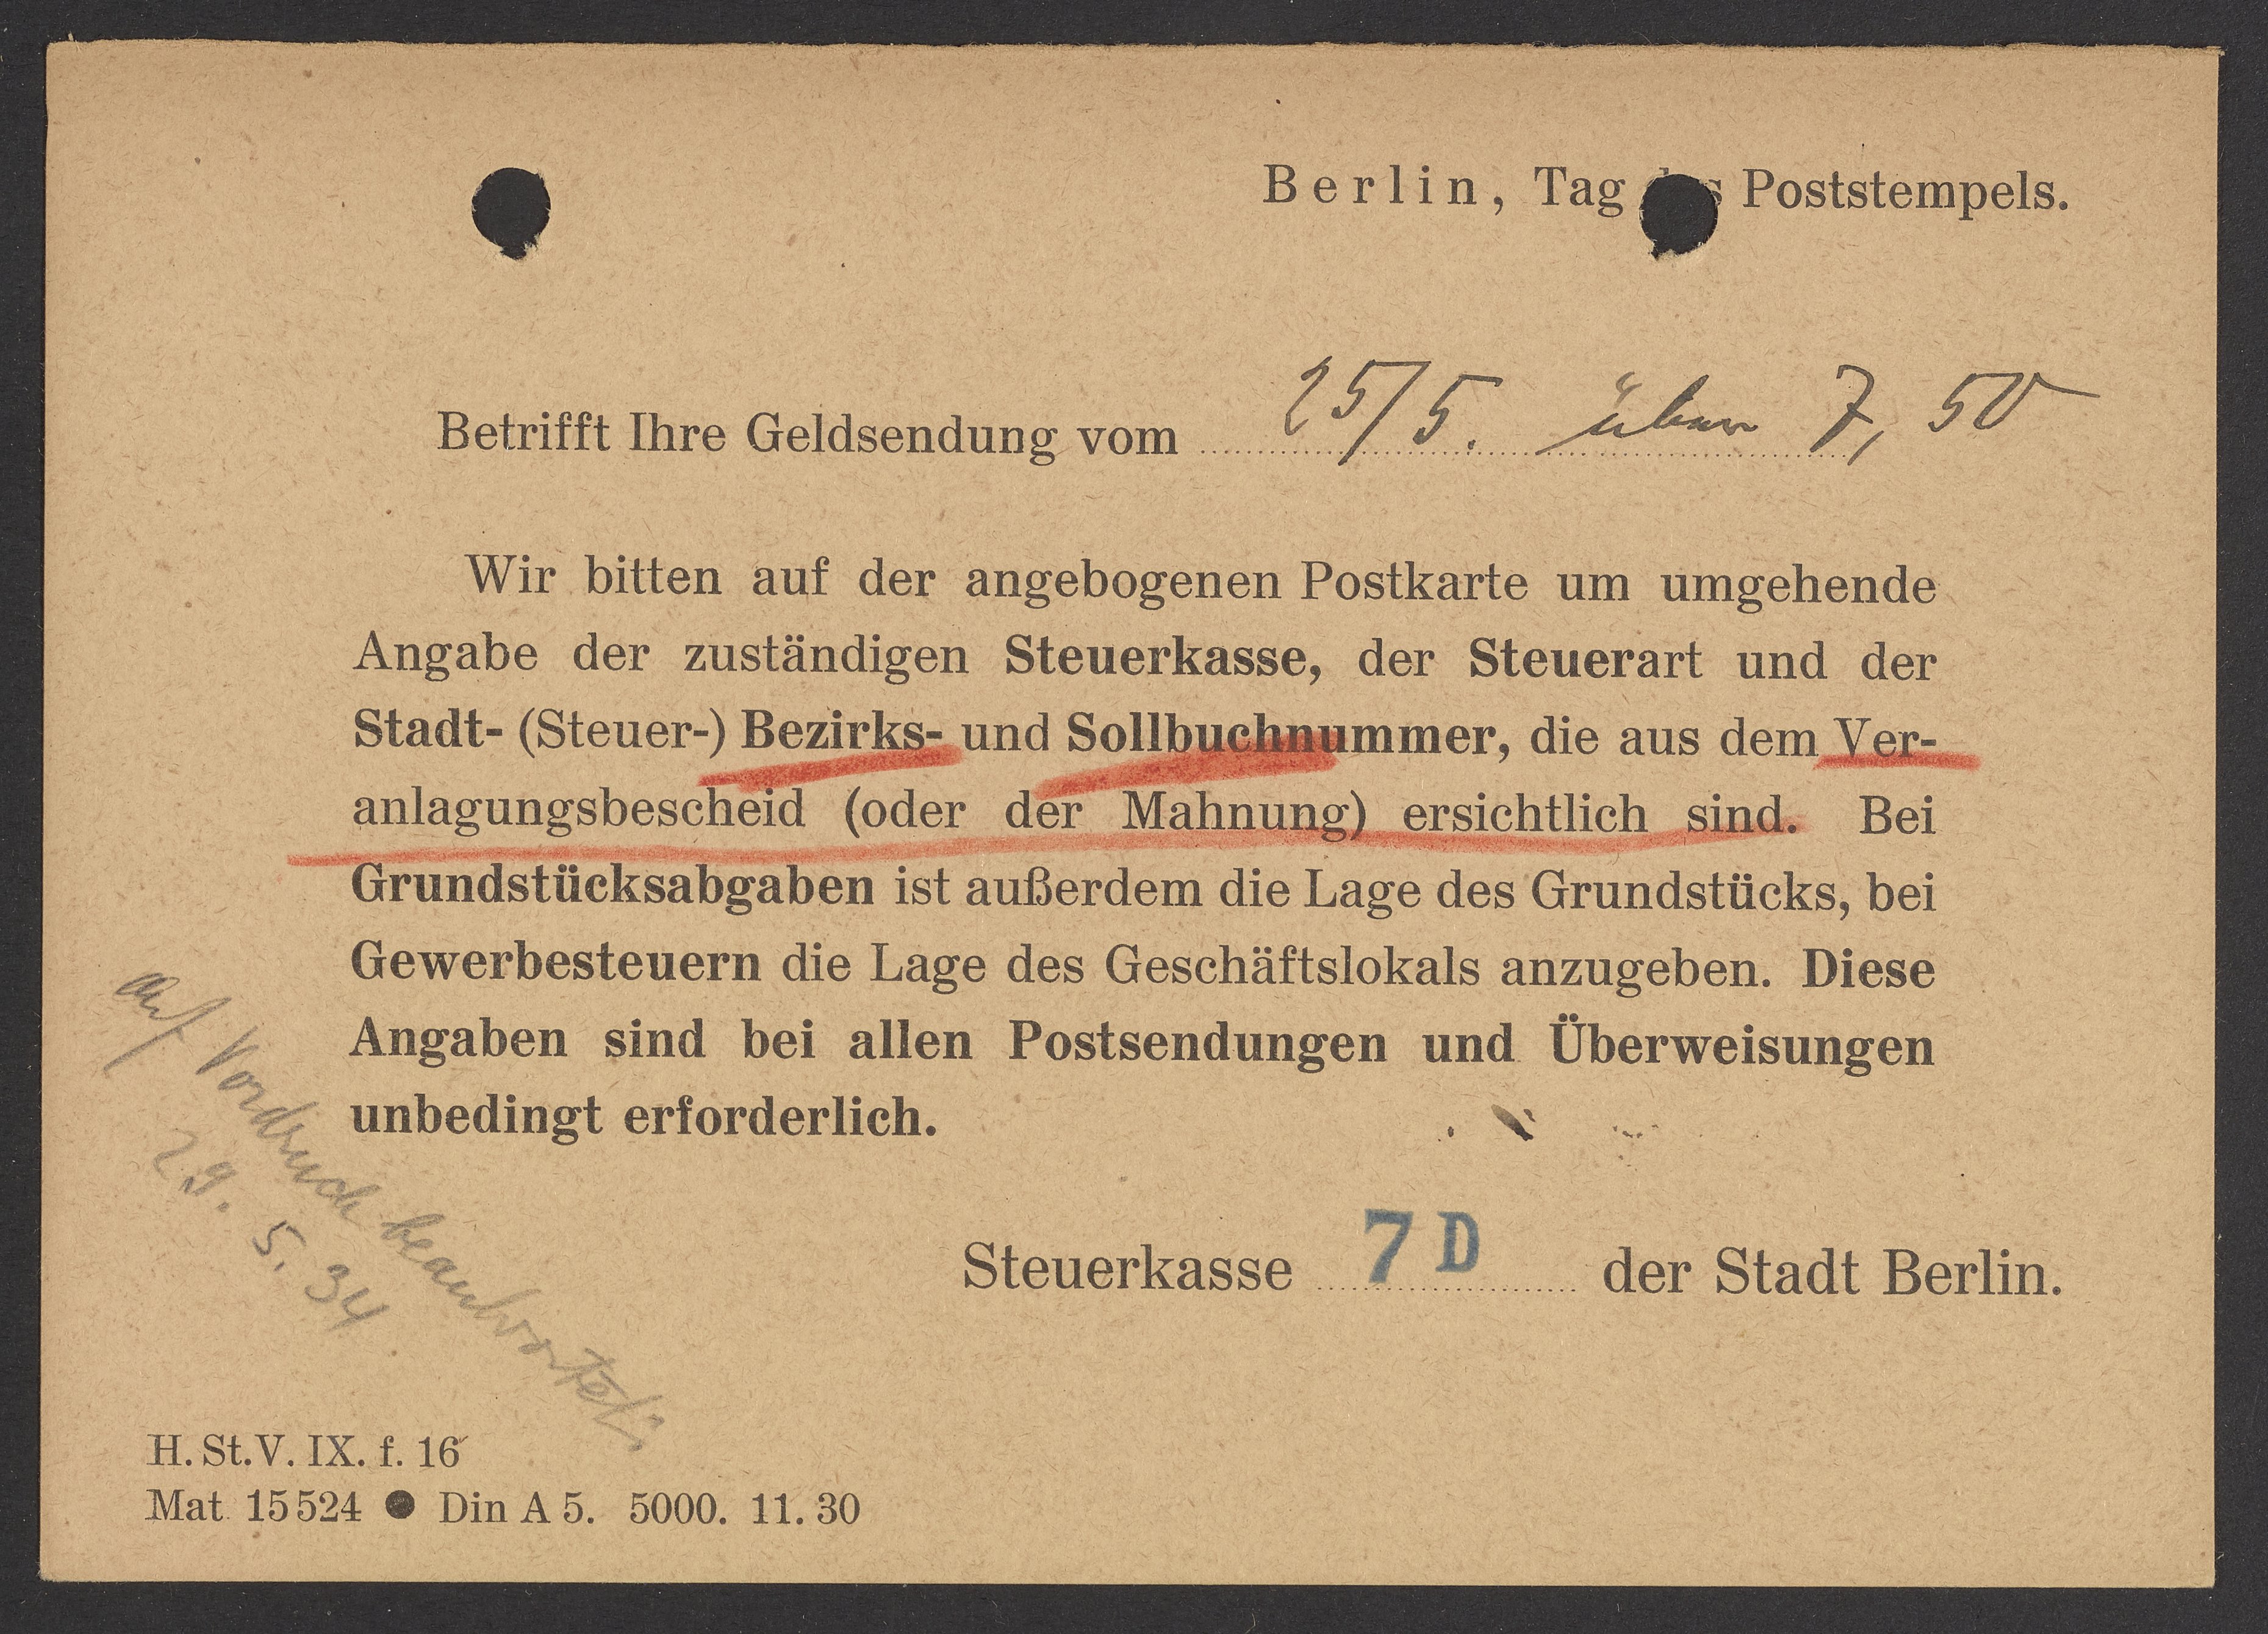 Berlin, Tag des Poststempels.
Betrifft Ihre Geldsendung vom 25/5. über 7,50
Wir bitten auf der angebogenen Postkarte um umgehende
Angabe der zuständigen Steuerkasse, der Steuerart und der
Stadt- (Steuer-) Bezirks- und Sollbuchnummer, die aus dem Ver-
anlagungsbescheid (oder der Mahnung) ersichtlich sind. Bei
Grundstücksabgaben ist außerdem die Lage des Grundstücks, bei
Gewerbesteuern die Lage des Geschäftslokals anzugeben. Diese
Angaben sind bei allen Postsendungen und Überweisungen
unbedingt erforderlich.
auf Vordruck beantwortet
29. 5. 34
Steuerkasse 7 D der Stadt Berlin.
H. St. V. IX. f. 16
Mat 15524 ● Din A 5. 5000. 11. 30